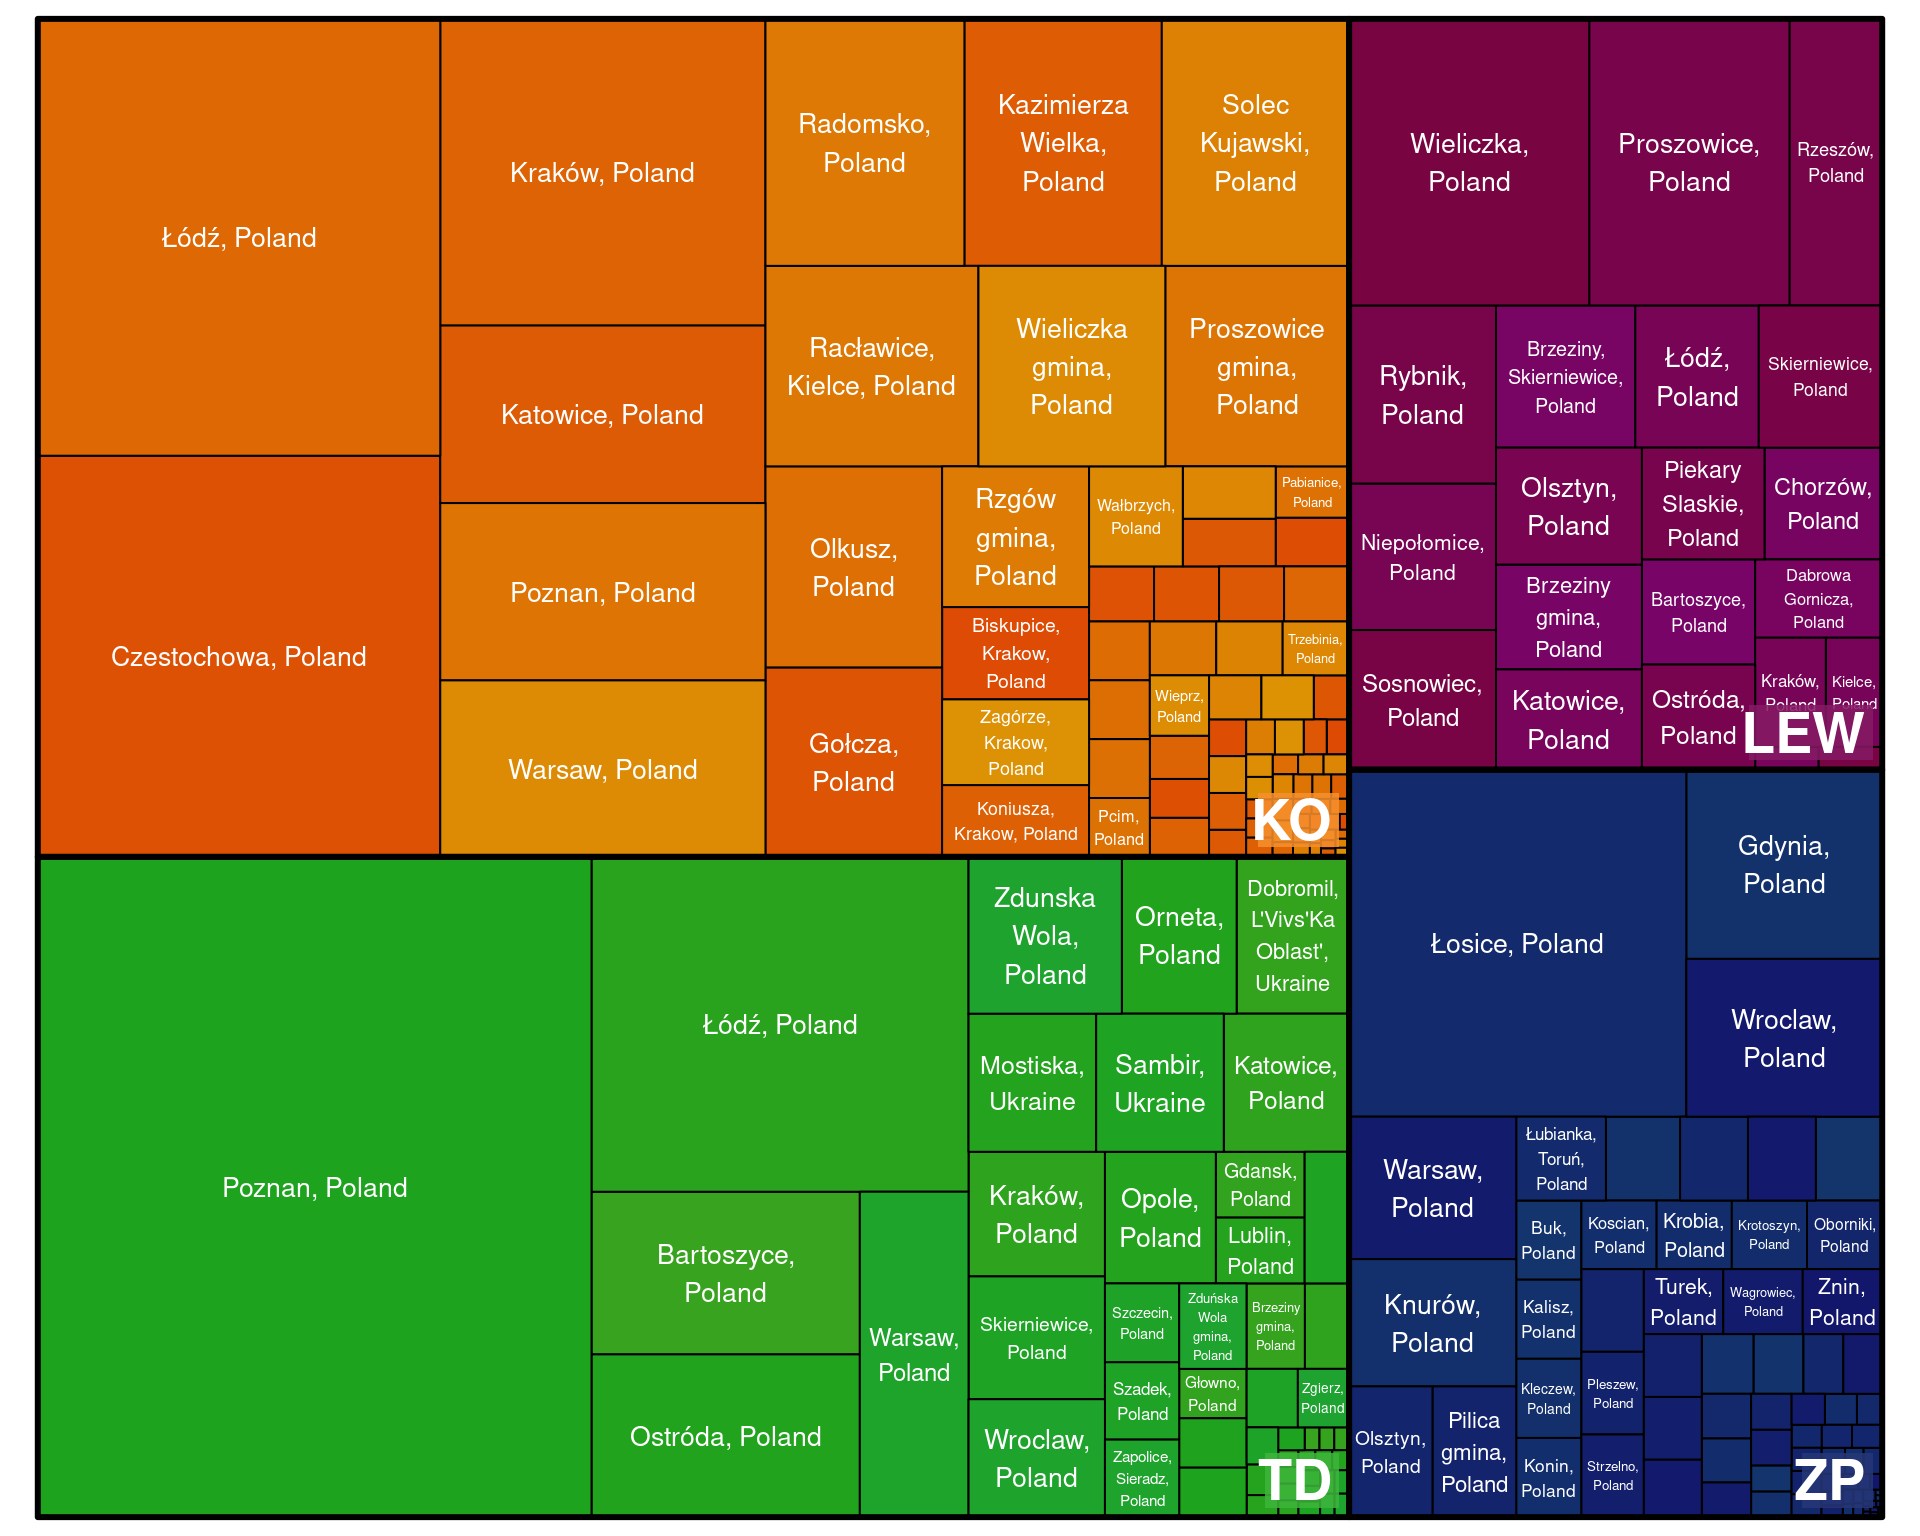 Łódź, Poland
Czestochowa, Poland
Kraków, Poland
Katowice, Poland
Poznan, Poland
Warsaw, Poland
Radomsko,
Poland
Kazimierza
Wielka,
Poland
Solec
Kujawski,
Poland
Racławice,
Kielce, Poland
Wieliczka
gmina,
Poland
Proszowice
gmina,
Poland
Olkusz,
Poland
Gołcza,
Poland
Rzgów
gmina,
Poland
Biskupice,
Krakow,
Poland
Zagórze,
Krakow,
Poland
Koniusza,
Krakow, Poland
Wałbrzych,
Poland
Pabianice,
Poland
Trzebinia,
Poland
Wieprz,
Poland
Pcim,
Poland
KO
Wieliczka,
Poland
Proszowice,
Poland
Rzeszów,
Poland
Rybnik,
Poland
Niepołomice,
Poland
Sosnowiec,
Poland
Brzeziny,
Skierniewice,
Poland
Łódź,
Poland
Skierniewice,
Poland
Olsztyn,
Poland
Piekary
Slaskie,
Poland
Chorzów,
Poland
Brzeziny
gmina,
Poland
Katowice,
Poland
Bartoszyce,
Poland
Dabrowa
Gornicza,
Poland
Ostróda,
Poland
Kraków,
Poland
Kielce,
Poland
LEW
Poznan, Poland
Łódź, Poland
Bartoszyce,
Poland
Ostróda, Poland
Warsaw,
Poland
Zdunska
Wola,
Poland
Orneta,
Poland
Dobromil,
L'Vivs'Ka
Oblast',
Ukraine
Mostiska,
Ukraine
Sambir,
Ukraine
Katowice,
Poland
Kraków,
Poland
Skierniewice,
Poland
Wroclaw,
Poland
Opole,
Poland
Gdansk,
Poland
Lublin,
Poland
Szczecin,
Poland
Szadek,
Poland
Zapolice,
Sieradz,
Poland
Zduńska
Wola
gmina,
Poland
Głowno,
Poland
Brzeziny
gmina,
Poland
Zgierz,
Poland
TD
Łosice, Poland
Gdynia,
Poland
Wroclaw,
Poland
Warsaw,
Poland
Knurów,
Poland
Olsztyn,
Poland
Pilica
gmina,
Poland
Łubianka,
Toruń,
Poland
Buk,
Poland
Kalisz,
Poland
Kleczew,
Poland
Konin,
Poland
Koscian,
Poland
Krobia,
Poland
Krotoszyn,
Poland
Oborniki,
Poland
Turek,
Poland
Wagrowiec,
Poland
Znin,
Poland
Pleszew,
Poland
Strzelno,
Poland
ZP